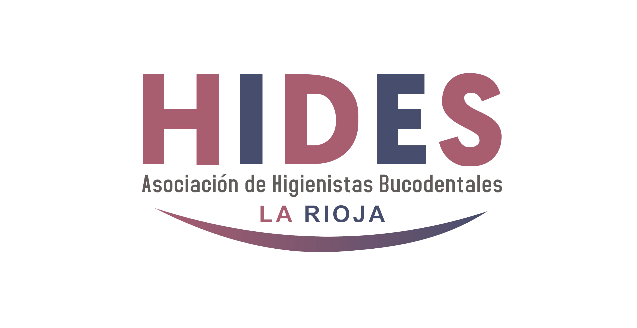 HIDES
Asociación de Higienistas Bucodentales
LA RIOJA